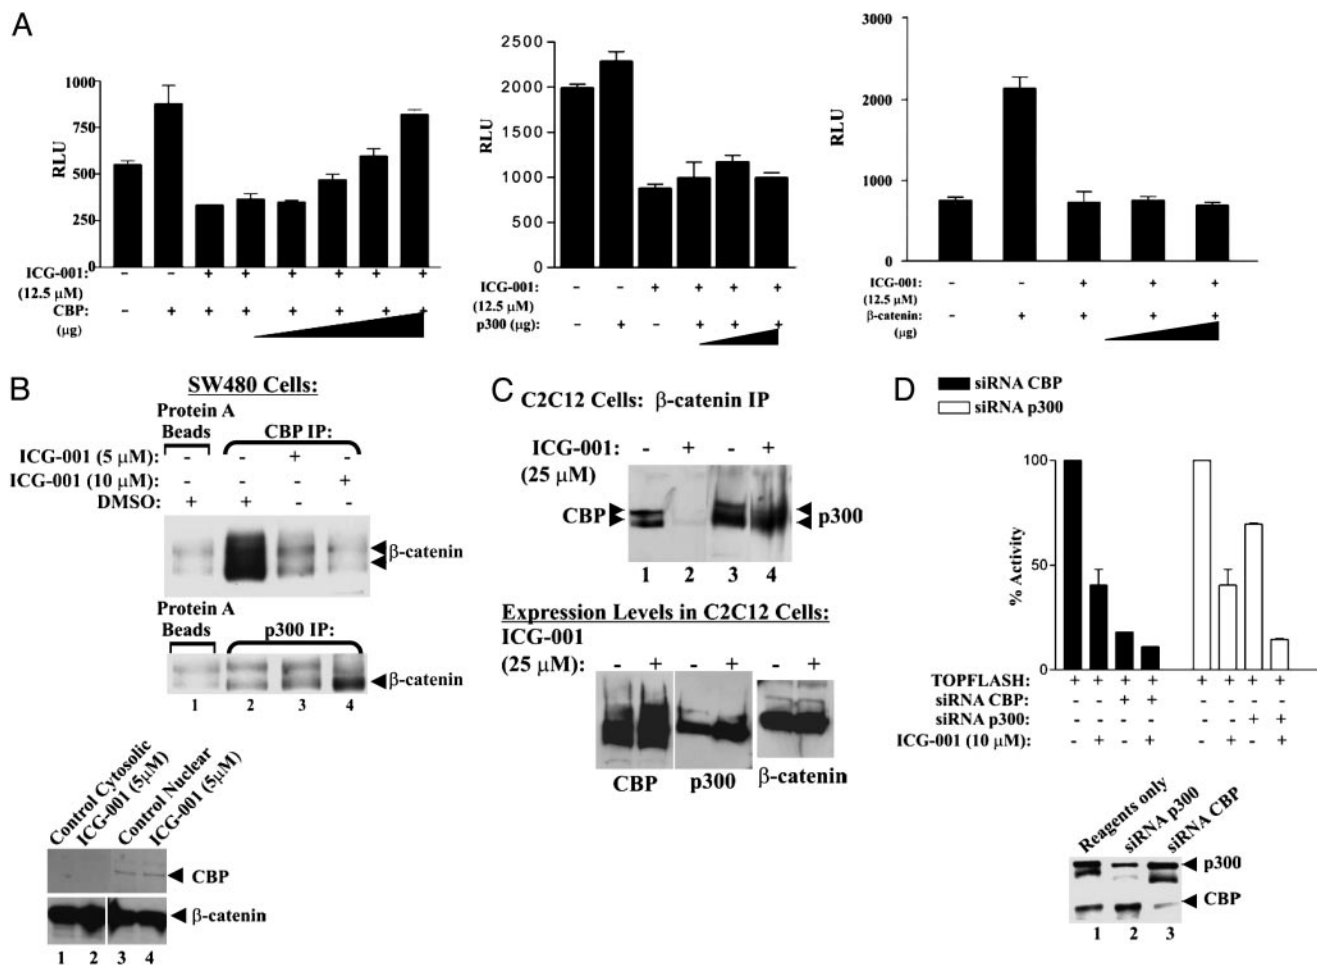 A
RLU
1000
750
500
250
0
ICG-001: – – + + + + + +
(12.5 μM)
CBP: – + + + + + +
(μg)
RLU
2500
2000
1500
1000
500
0
ICG-001: – – + + + +
(12.5 μM)
p300 (μg): – + – + + +
RLU
3000
2000
1000
0
ICG-001: – – + + +
(12.5 μM)
β-catenin: – + + + +
(μg)
B
SW480 Cells:
Protein A
Beads
CBP IP:
ICG-001 (5 μM): – – + –
ICG-001 (10 μM): – – – +
DMSO: + + – –
β-catenin
Protein A
Beads
p300 IP:
β-catenin
1 2 3 4
Control Cytosolic
ICG-001 (5μM)
Control Nuclear
ICG-001 (5μM)
CBP
β-catenin
1 2 3 4
C
C2C12 Cells: β-catenin IP
ICG-001: – + – +
(25 μM)
CBP
p300
1 2 3 4
Expression Levels in C2C12 Cells:
ICG-001
(25 μM): – + – + – +
CBP p300 β-catenin
D
siRNA CBP
siRNA p300
% Activity
100
50
0
TOPFLASH: + + + + + + + +
siRNA CBP: – – + + – – – –
siRNA p300: – – – – – – + +
ICG-001 (10 μM): – + – + – + – +
Reagents only
siRNA p300
siRNA CBP
p300
CBP
1 2 3